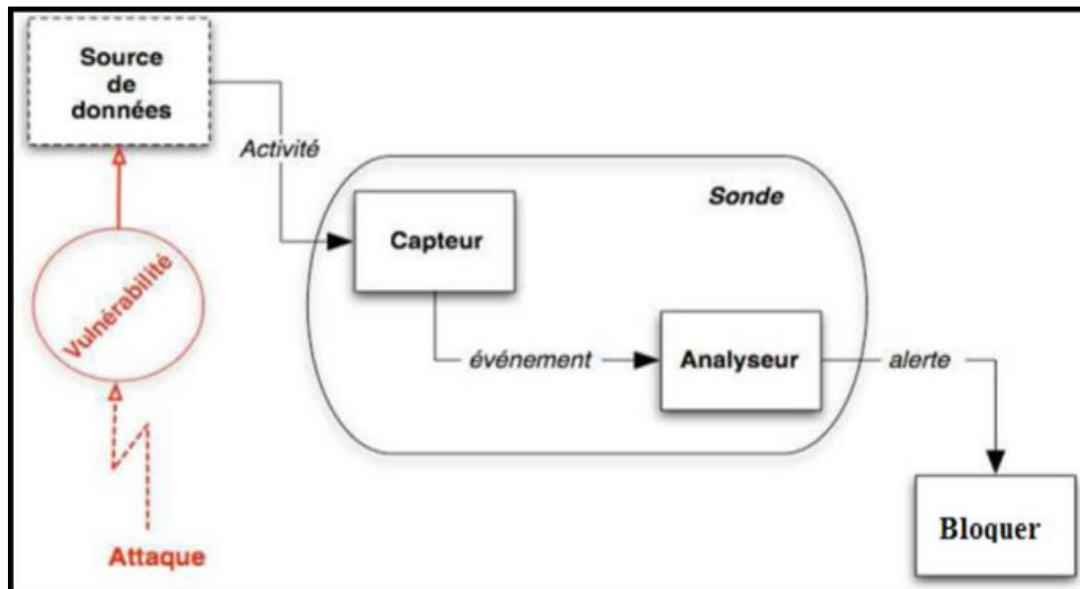 Source
de
données
Activité
Sonde
Capteur
Vulnérabilité
événement
Analyseur
alerte
Bloquer
Attaque